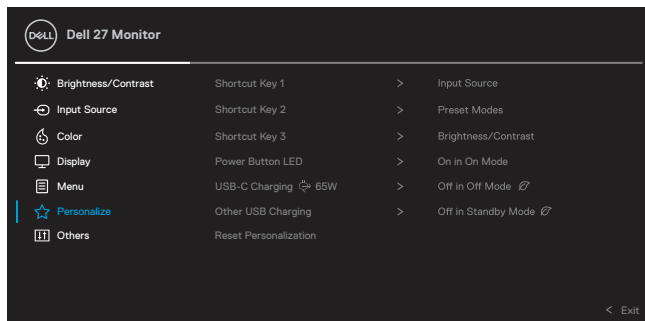 DELL Dell 27 Monitor
Brightness/Contrast Shortcut Key 1 > Input Source
Input Source Shortcut Key 2 > Preset Modes
Color Shortcut Key 3 > Brightness/Contrast
Display Power Button LED > On in On Mode
Menu USB-C Charging 65W > Off in Off Mode
Personalize Other USB Charging > Off in Standby Mode
Others Reset Personalization
< Exit